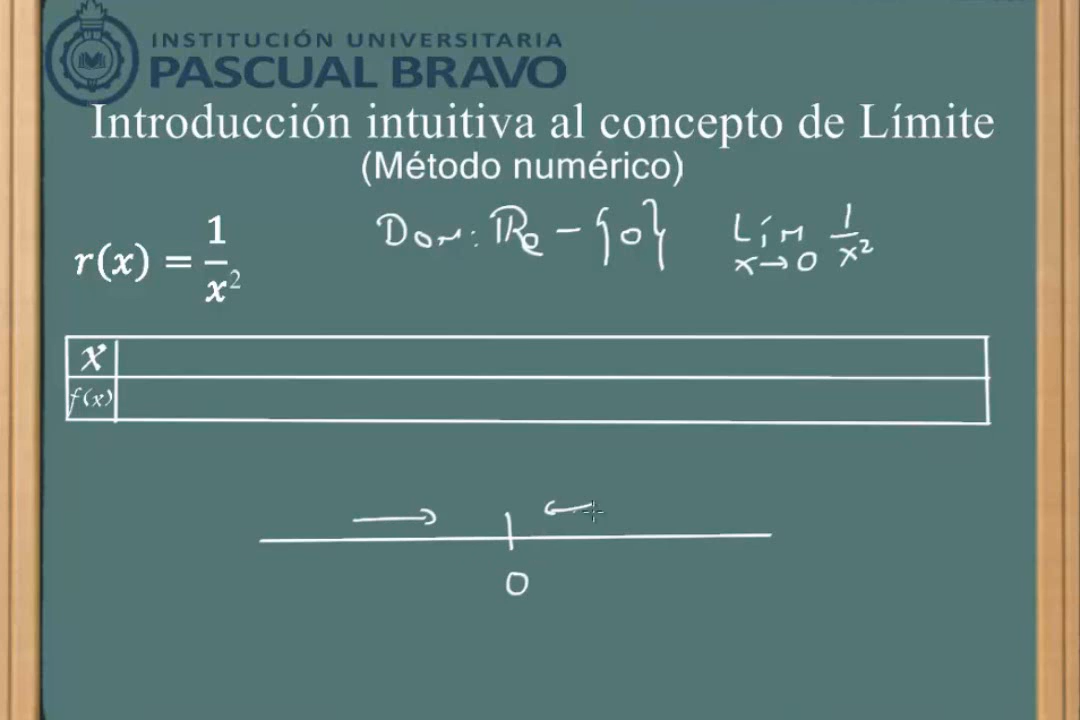 INSTITUCIÓN UNIVERSITARIA
PASCUAL BRAVO
Introducción intuitiva al concepto de Límite
(Método numérico)
r(x) = 1/x²
Dom: Re - {0}
Lím x→0 1/x²
x
f(x)
0